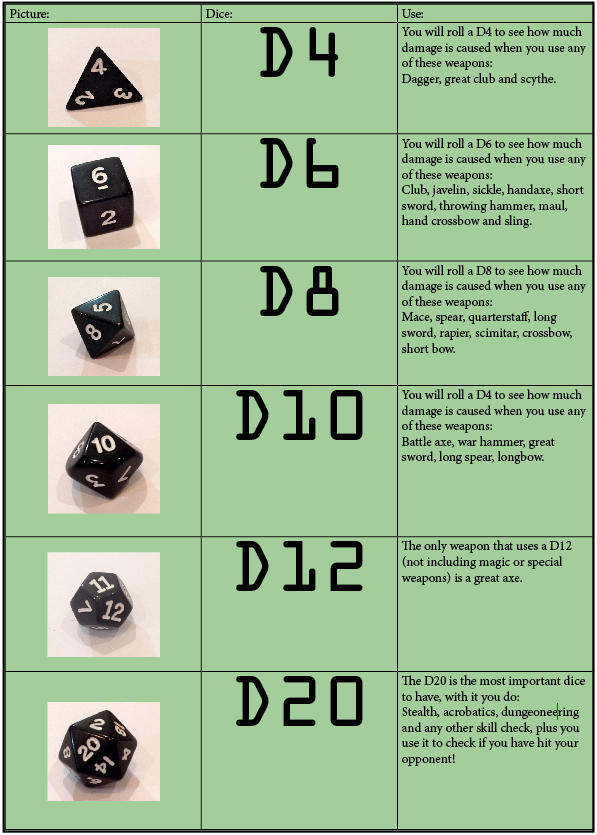 Picture:
Dice:
Use:
4
2
3
D4
You will roll a D4 to see how much
damage is caused when you use any
of these weapons:
Dagger, great club and scythe.
6
2
D6
You will roll a D6 to see how much
damage is caused when you use any
of these weapons:
Club, javelin, sickle, handaxe, short
sword, throwing hammer, maul,
hand crossbow and sling.
5
8
D8
You will roll a D8 to see how much
damage is caused when you use any
of these weapons:
Mace, spear, quarterstaff, long
sword, rapier, scimitar, crossbow,
short bow.
10
5
D10
You will roll a D4 to see how much
damage is caused when you use any
of these weapons:
Battle axe, war hammer, great
sword, long spear, longbow.
11
7
12
D12
The only weapon that uses a D12
(not including magic or special
weapons) is a great axe.
2
8
20
4
14
D20
The D20 is the most important dice
to have, with it you do:
Stealth, acrobatics, dungeoneering
and any other skill check, plus you
use it to check if you have hit your
opponent!